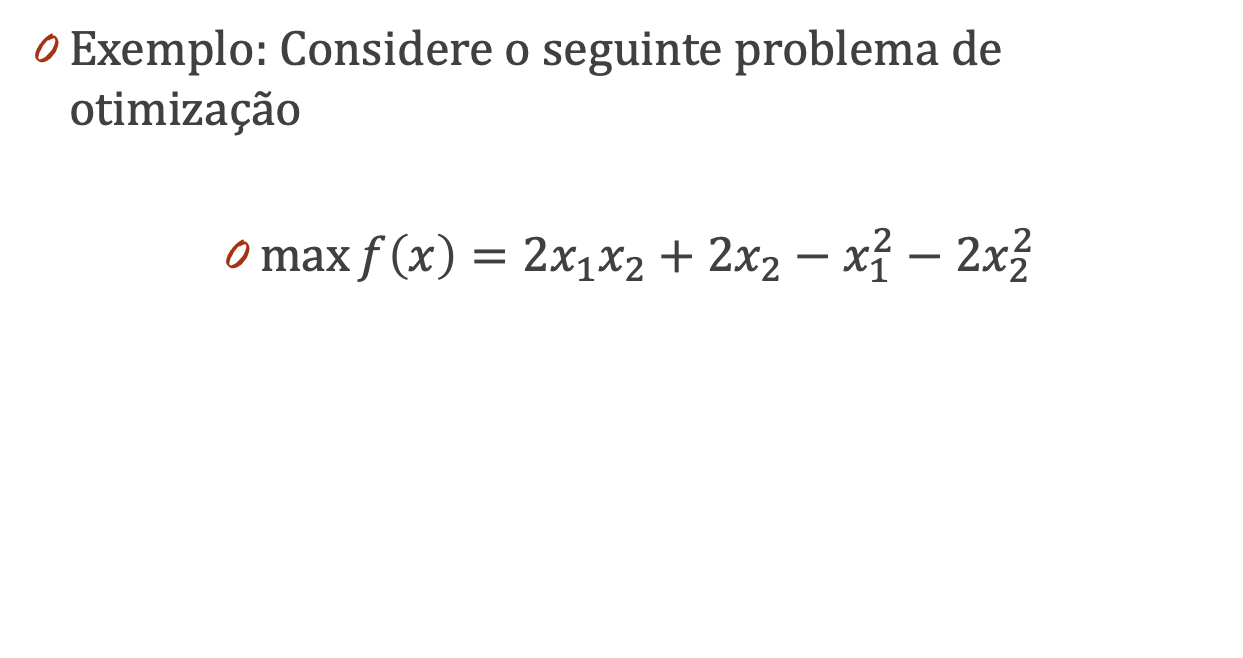 Exemplo: Considere o seguinte problema de
otimização
max f(x) = 2x₁x₂ + 2x₂ − x₁² − 2x₂²